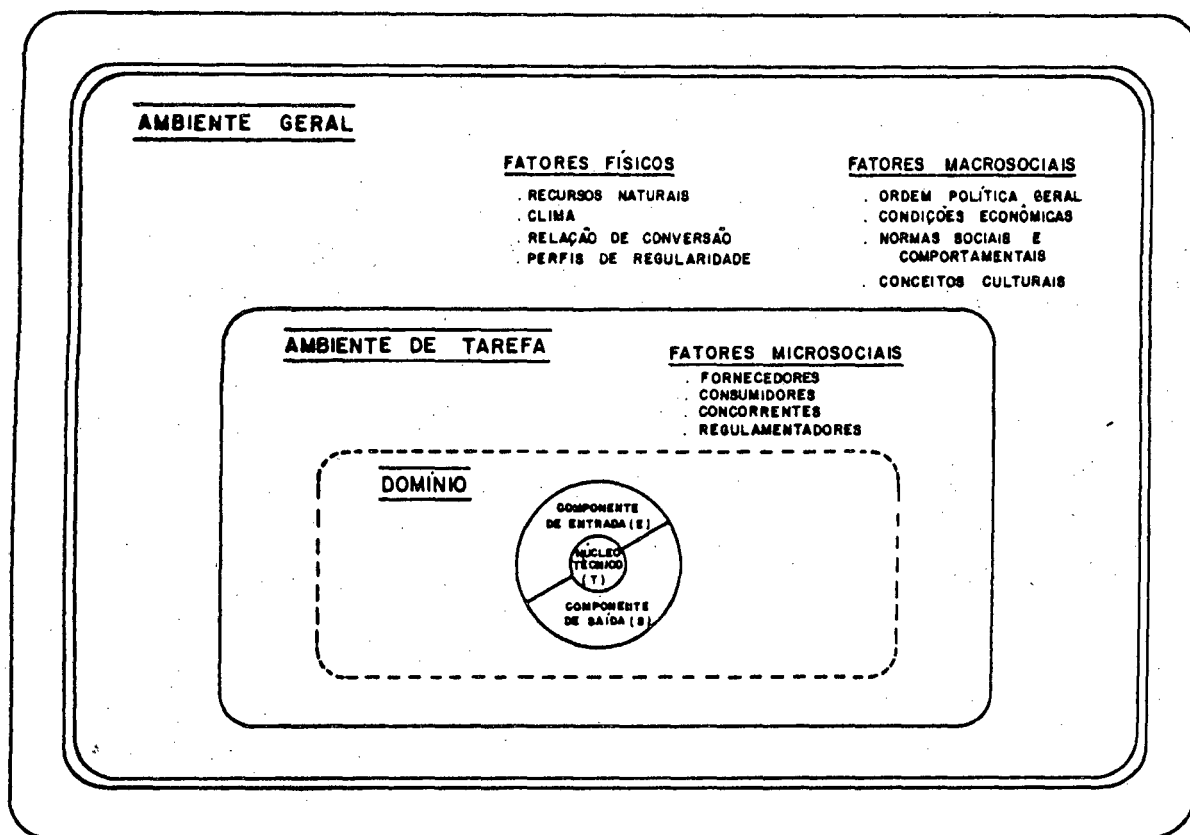 AMBIENTE GERAL
FATORES FÍSICOS
. RECURSOS NATURAIS
. CLIMA
. RELAÇÃO DE CONVERSÃO
. PERFIS DE REGULARIDADE
FATORES MACROSOCIAIS
. ORDEM POLÍTICA GERAL
. CONDIÇÕES ECONÔMICAS
. NORMAS SOCIAIS E
COMPORTAMENTAIS
. CONCEITOS CULTURAIS
AMBIENTE DE TAREFA
FATORES MICROSOCIAIS
. FORNECEDORES
. CONSUMIDORES
. CONCORRENTES
. REGULAMENTADORES
DOMÍNIO
COMPONENTE
DE ENTRADA (E)
NÚCLEO
TÉCNICO
(T)
COMPONENTE
DE SAÍDA (S)